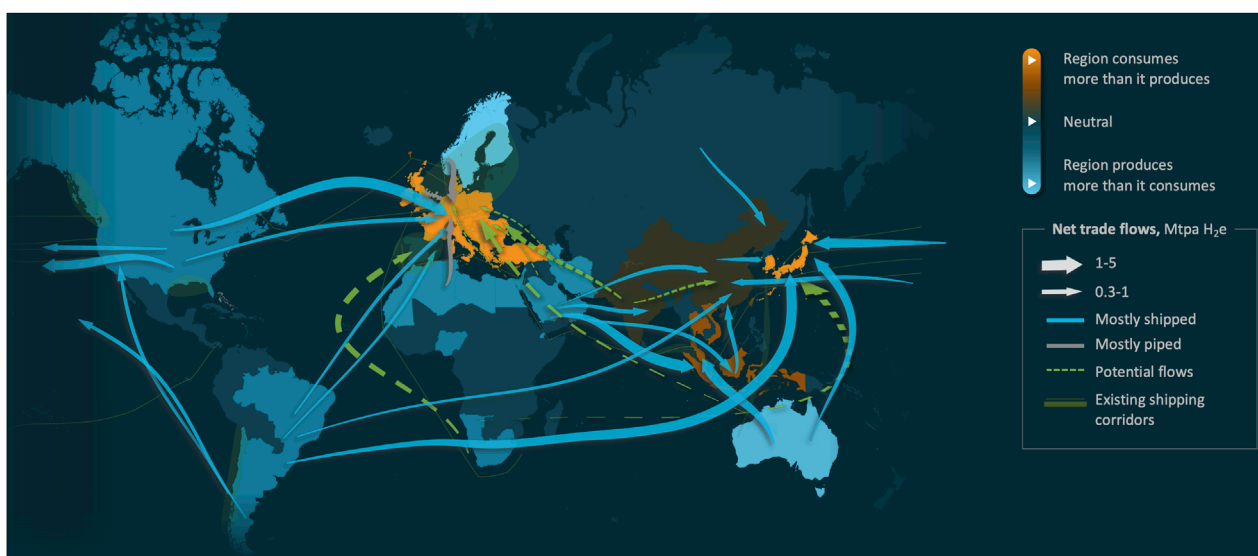 Region consumes
more than it produces
Neutral
Region produces
more than it consumes
Net trade flows, Mtpa H₂e
1-5
0.3-1
Mostly shipped
Mostly piped
Potential flows
Existing shipping
corridors